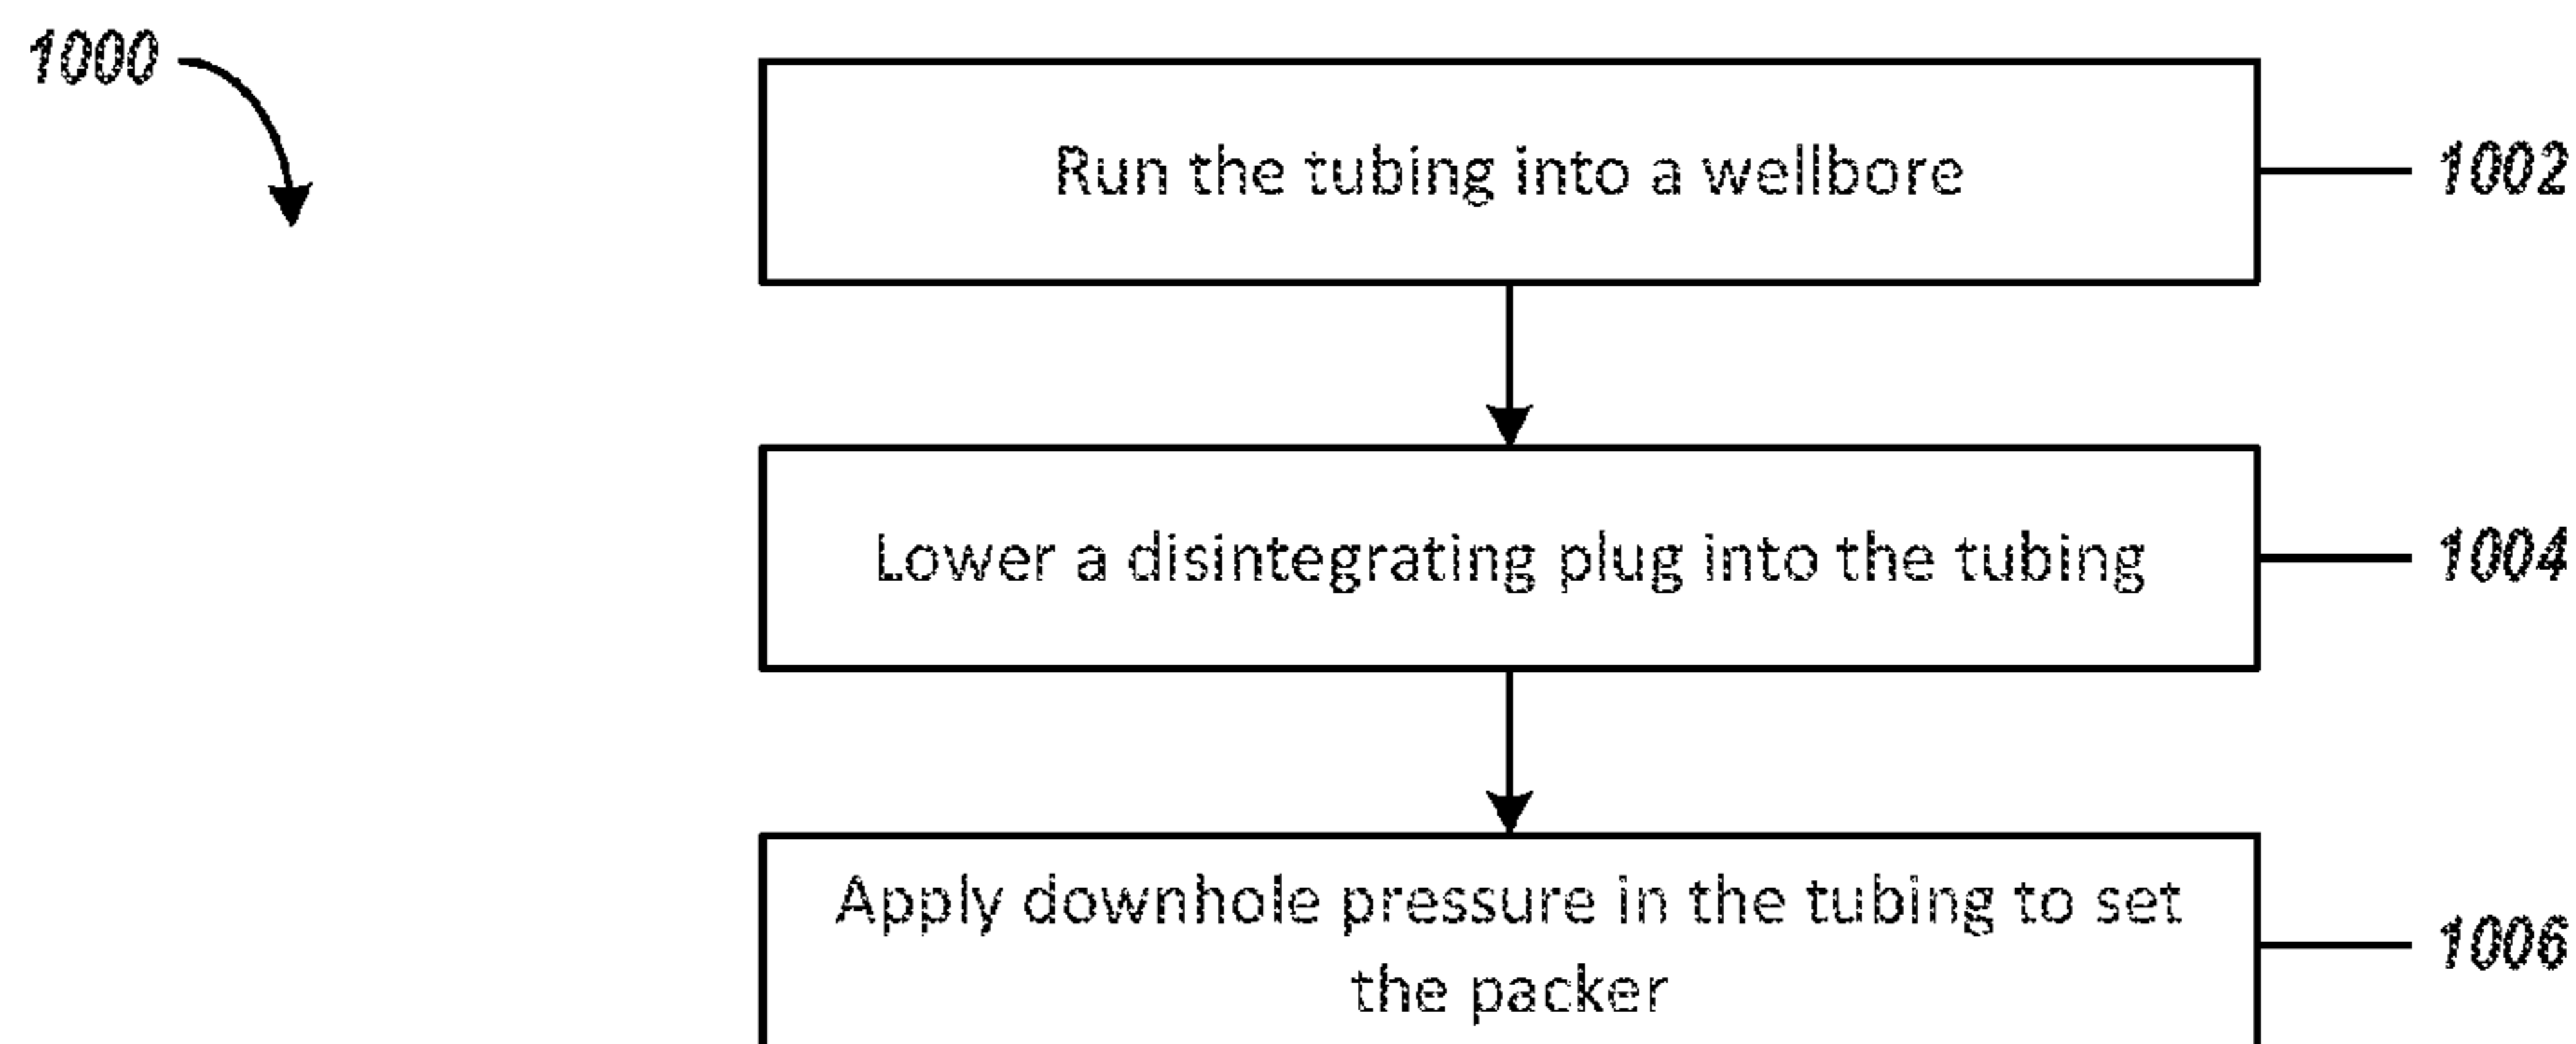 1000
Run the tubing into a wellbore
1002
Lower a disintegrating plug into the tubing
1004
Apply downhole pressure in the tubing to set
the packer
1006